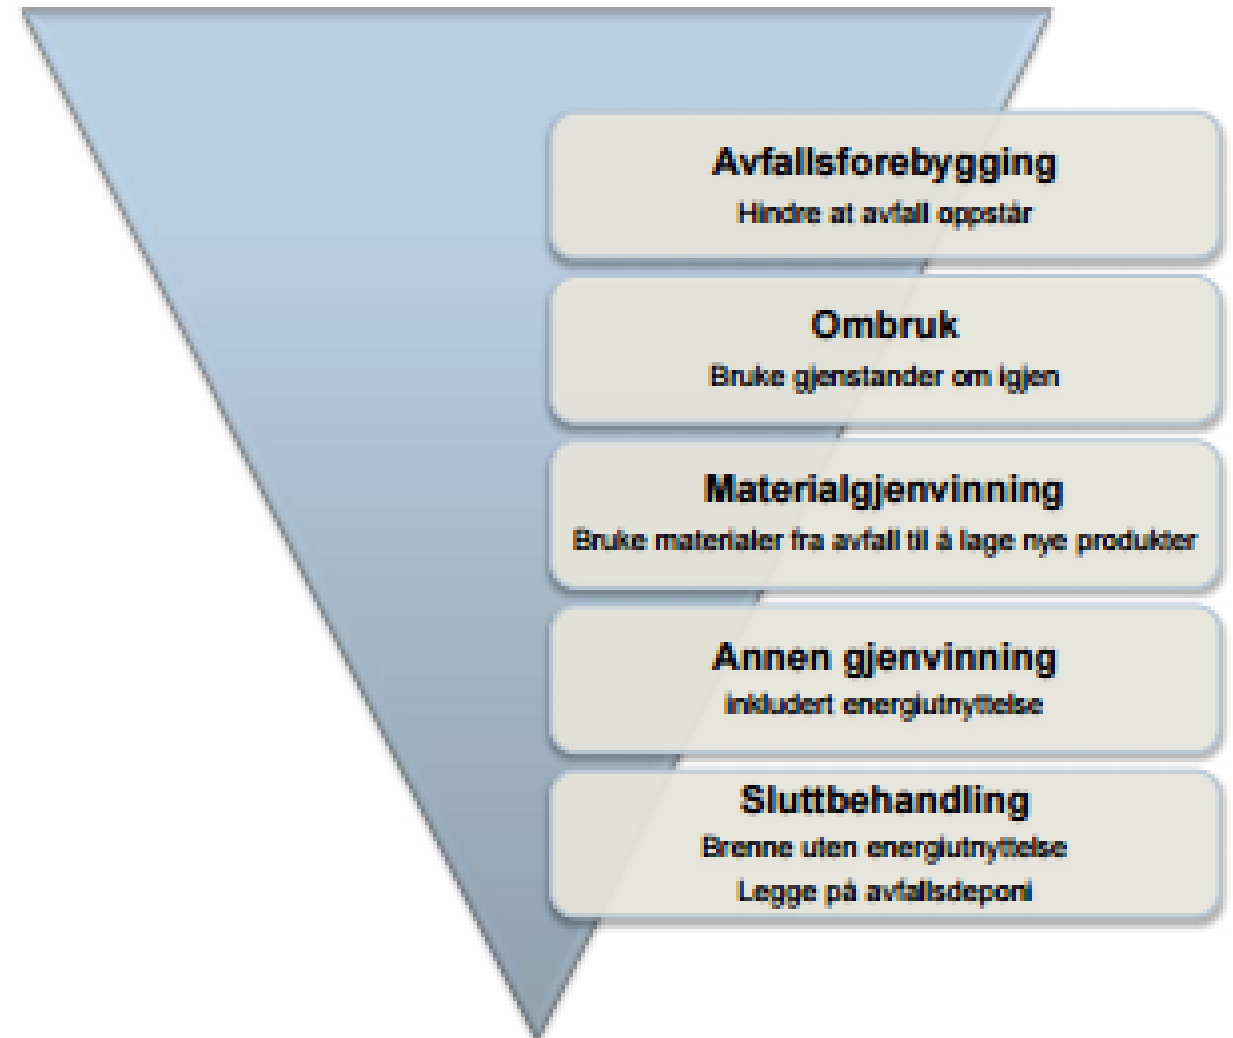 Avfallsforebygging
Hindre at avfall oppstår
Ombruk
Bruke gjenstander om igjen
Materialgjenvinning
Bruke materialer fra avfall til å lage nye produkter
Annen gjenvinning
inkludert energiutnyttelse
Sluttbehandling
Brenne uten energiutnyttelse
Legge på avfallsdeponi